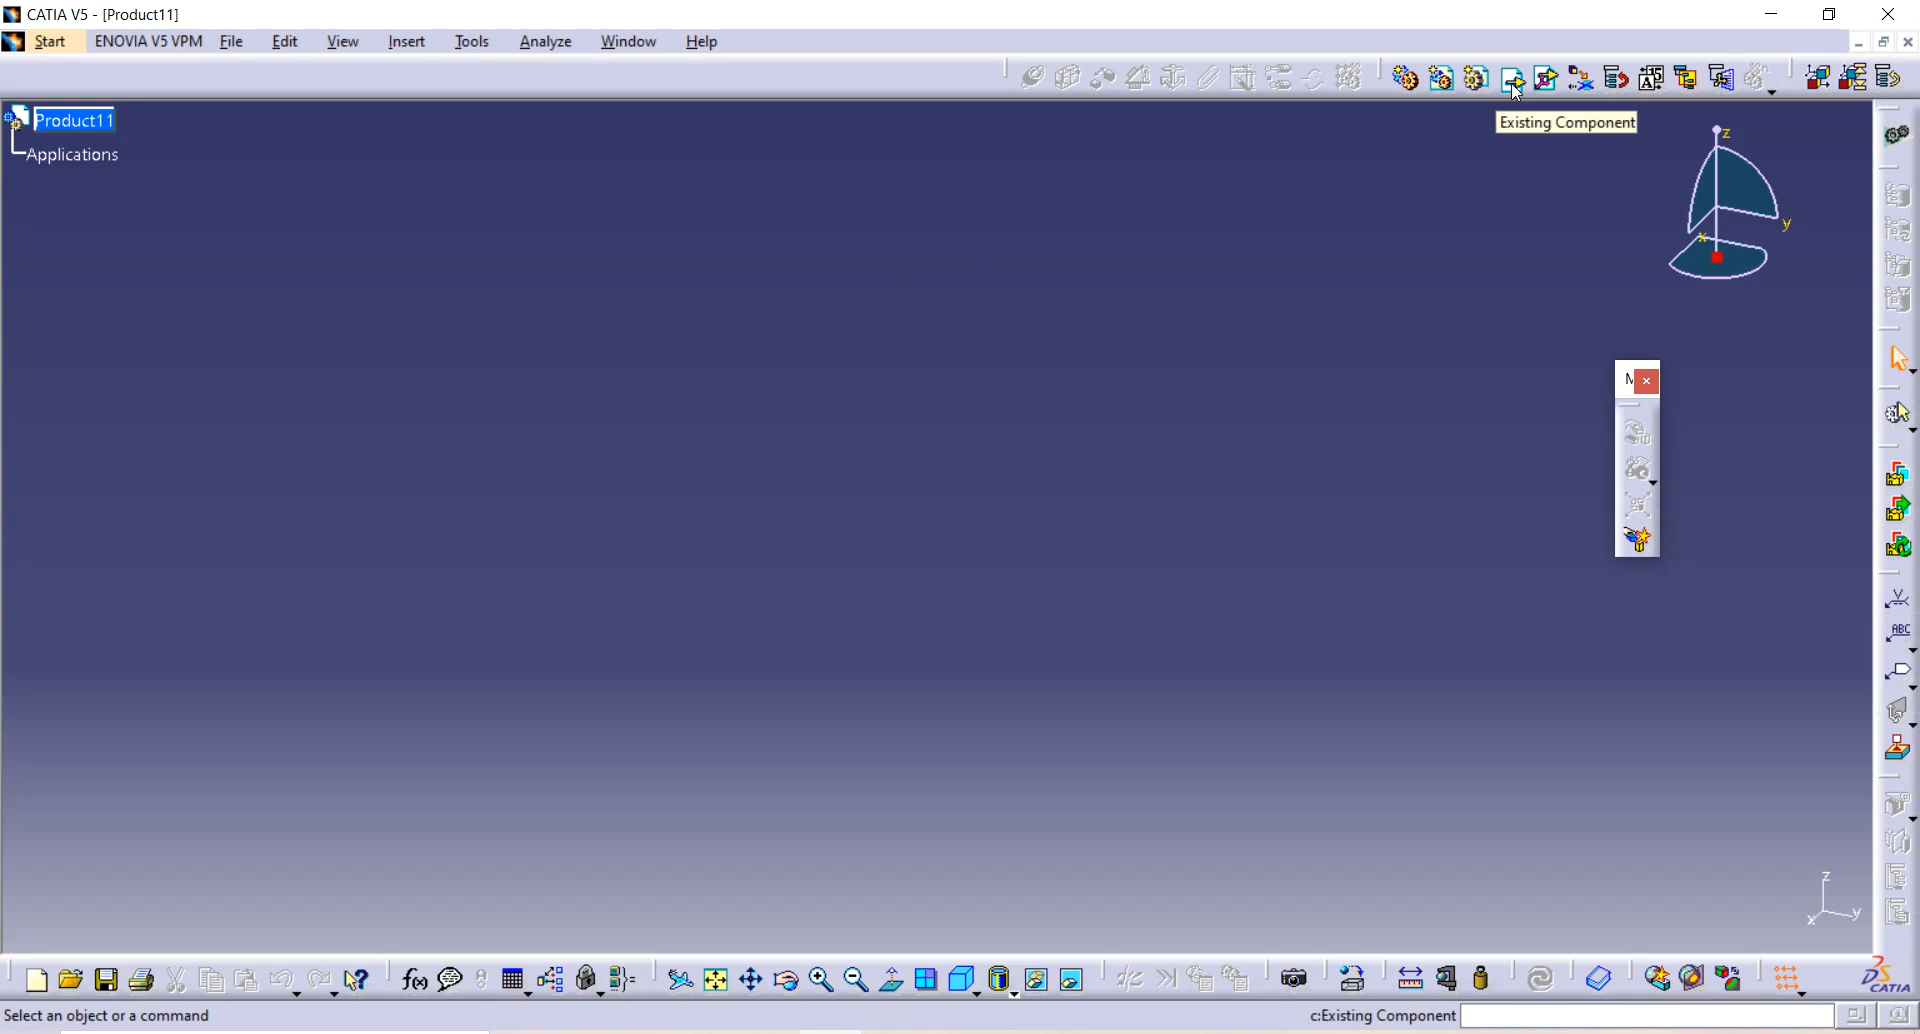 CATIA V5 - [Product11]
Start ENOVIA V5 VPM File Edit View Insert Tools Analyze Window Help
Product11
Applications
Existing Component
z
y
x
M
ABC
z
x y
f(x)
CATIA
Select an object or a command
c:Existing Component